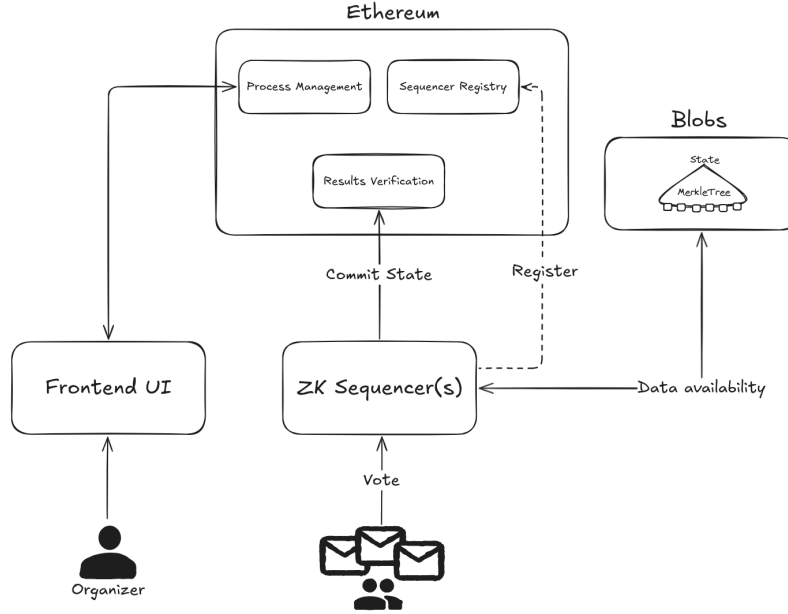 Ethereum
Process Management
Sequencer Registry
Blobs
State
MerkleTree
Results Verification
Commit State
Register
Frontend UI
ZK Sequencer(s)
Data availability
Vote
Organizer